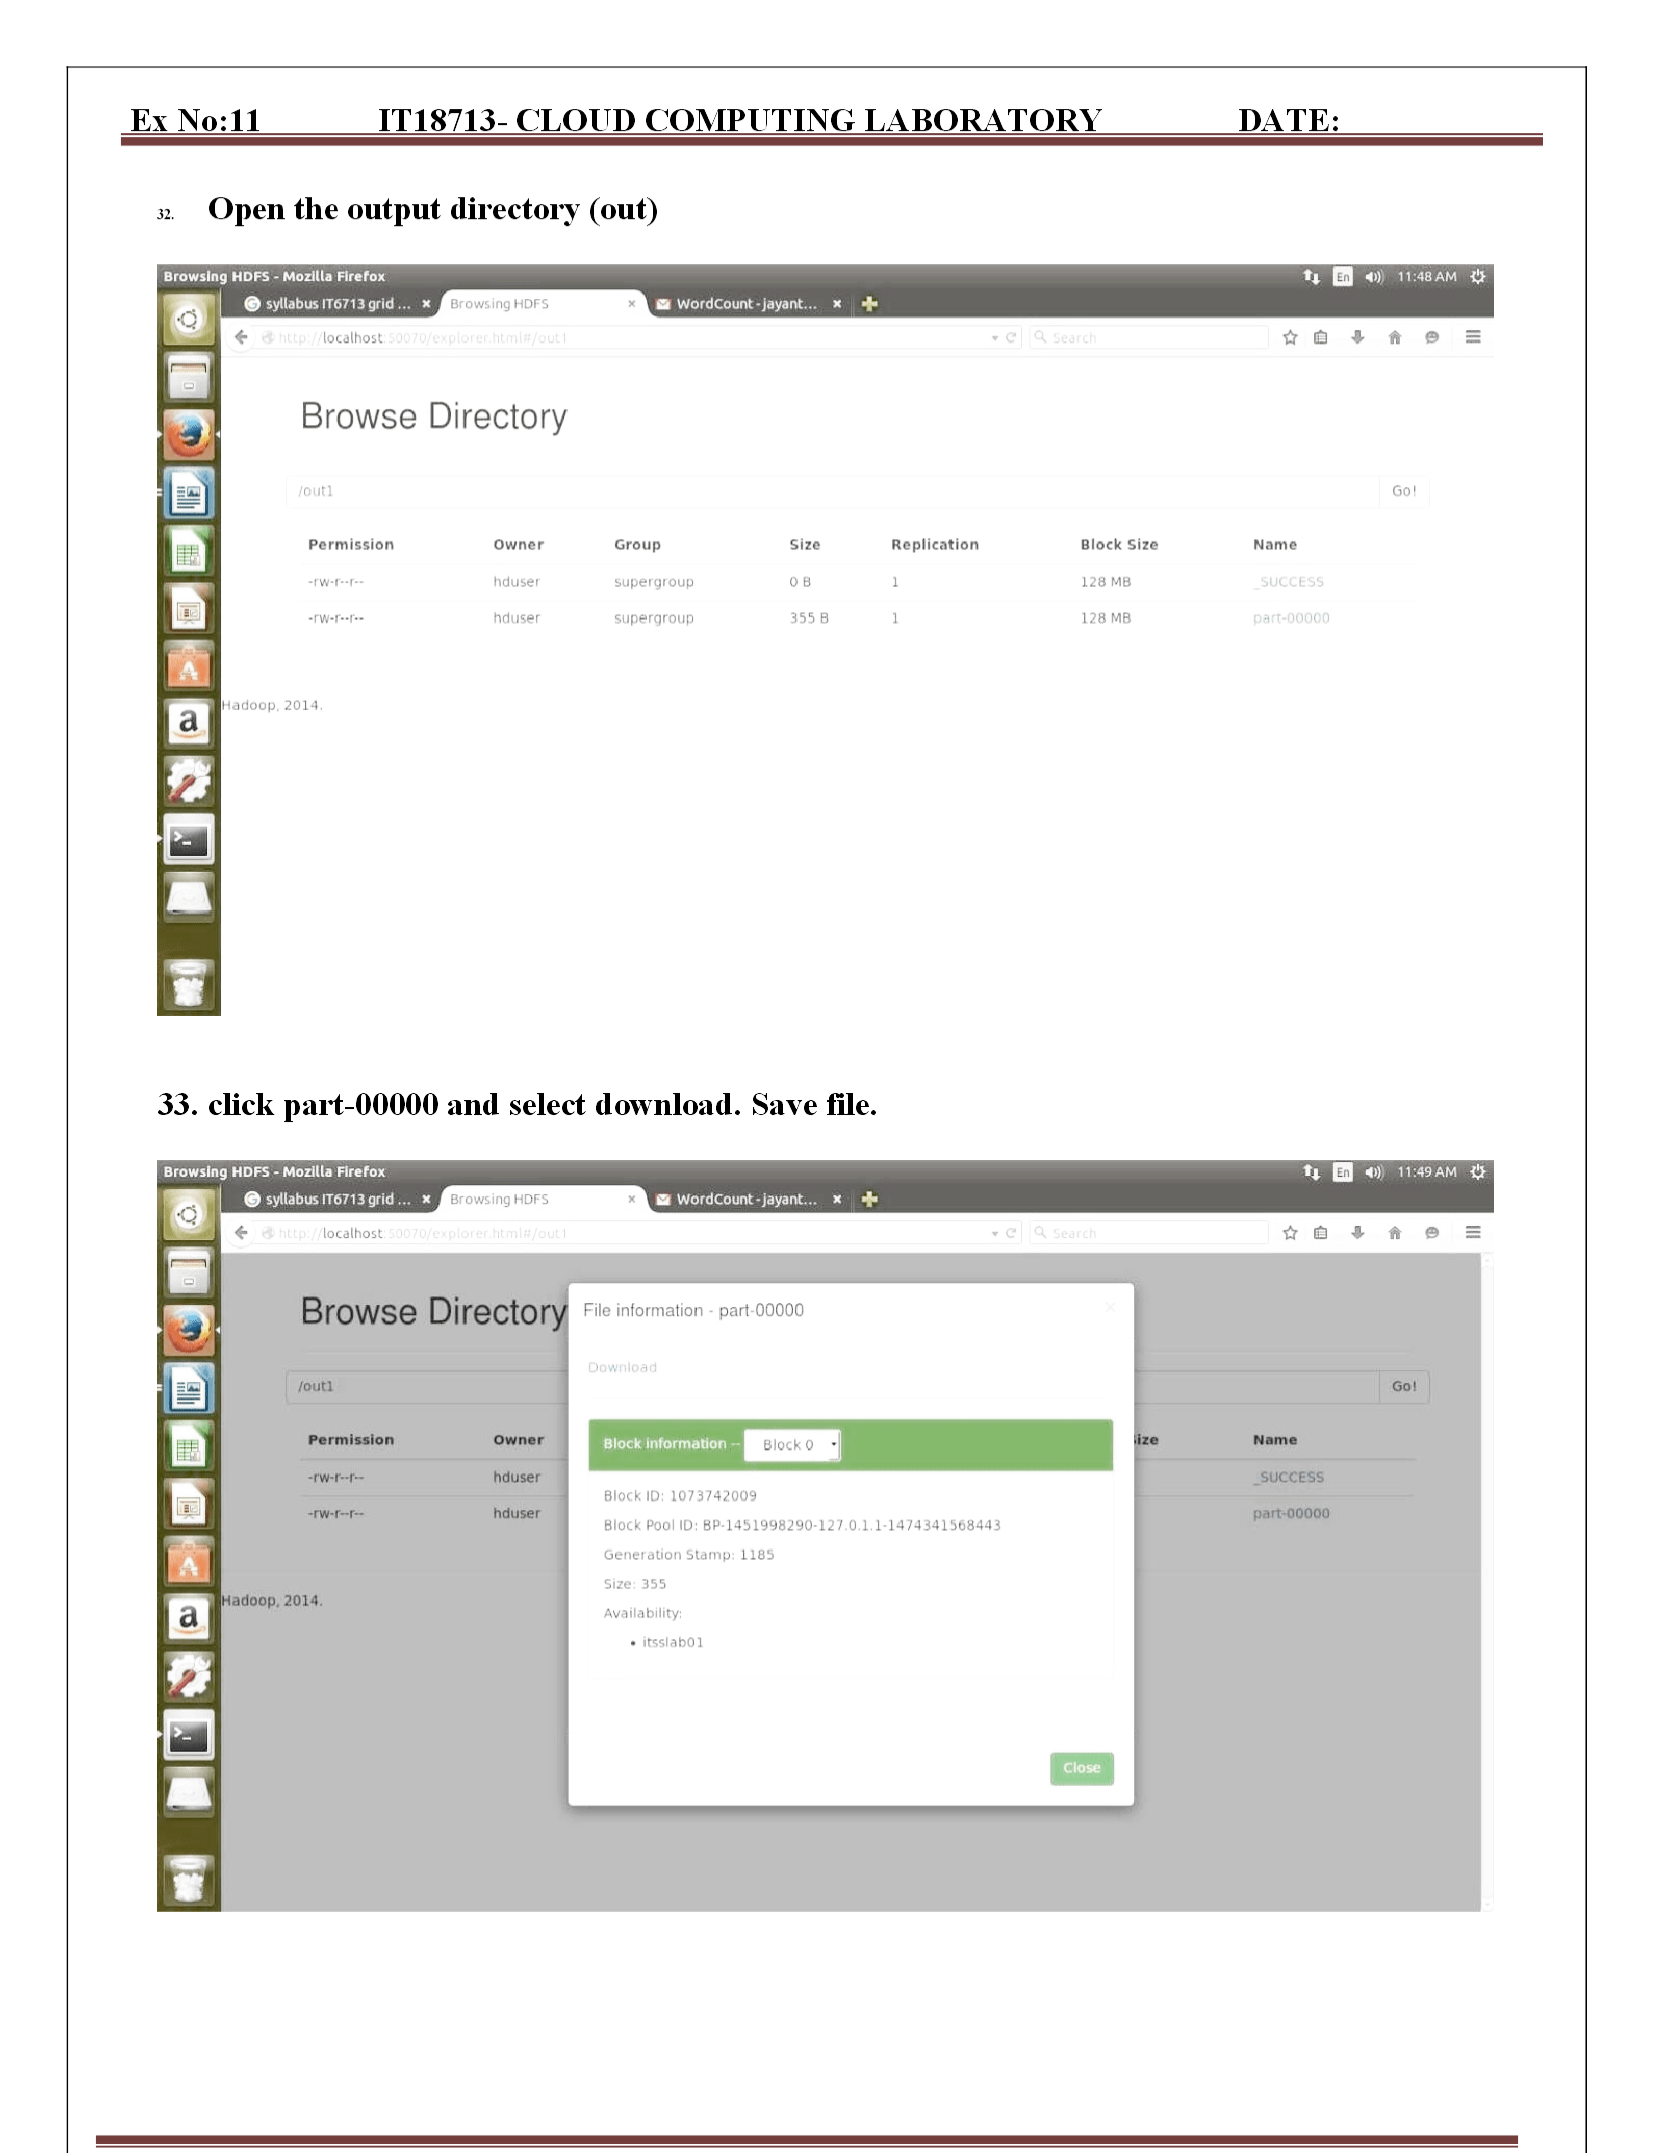 Ex No:11 IT18713- CLOUD COMPUTING LABORATORY DATE:
32. Open the output directory (out)
Browsing HDFS - Mozilla Firefox En 11:48 AM
syllabus IT6713 grid ... × Browsing HDFS × WordCount - jayant... ×
http://localhost:50070/explorer.html#/out1 Search
Browse Directory
/out1 Go!
Permission Owner Group Size Replication Block Size Name
-rw-r--r-- hduser supergroup 0 B 1 128 MB _SUCCESS
-rw-r--r-- hduser supergroup 355 B 1 128 MB part-00000
Hadoop, 2014.
33. click part-00000 and select download. Save file.
Browsing HDFS - Mozilla Firefox En 11:49 AM
syllabus IT6713 grid ... × Browsing HDFS × WordCount - jayant... ×
http://localhost:50070/explorer.html#/out1 Search
Browse Directory
File information - part-00000 ×
Download
/out1 Go!
Permission Owner ize Name
Block information -- Block 0
-rw-r--r-- hduser _SUCCESS
Block ID: 1073742009
-rw-r--r-- hduser part-00000
Block Pool ID: BP-1451998290-127.0.1.1-1474341568443
Generation Stamp: 1185
Size: 355
Hadoop, 2014.
Availability:
• itsslab01
Close